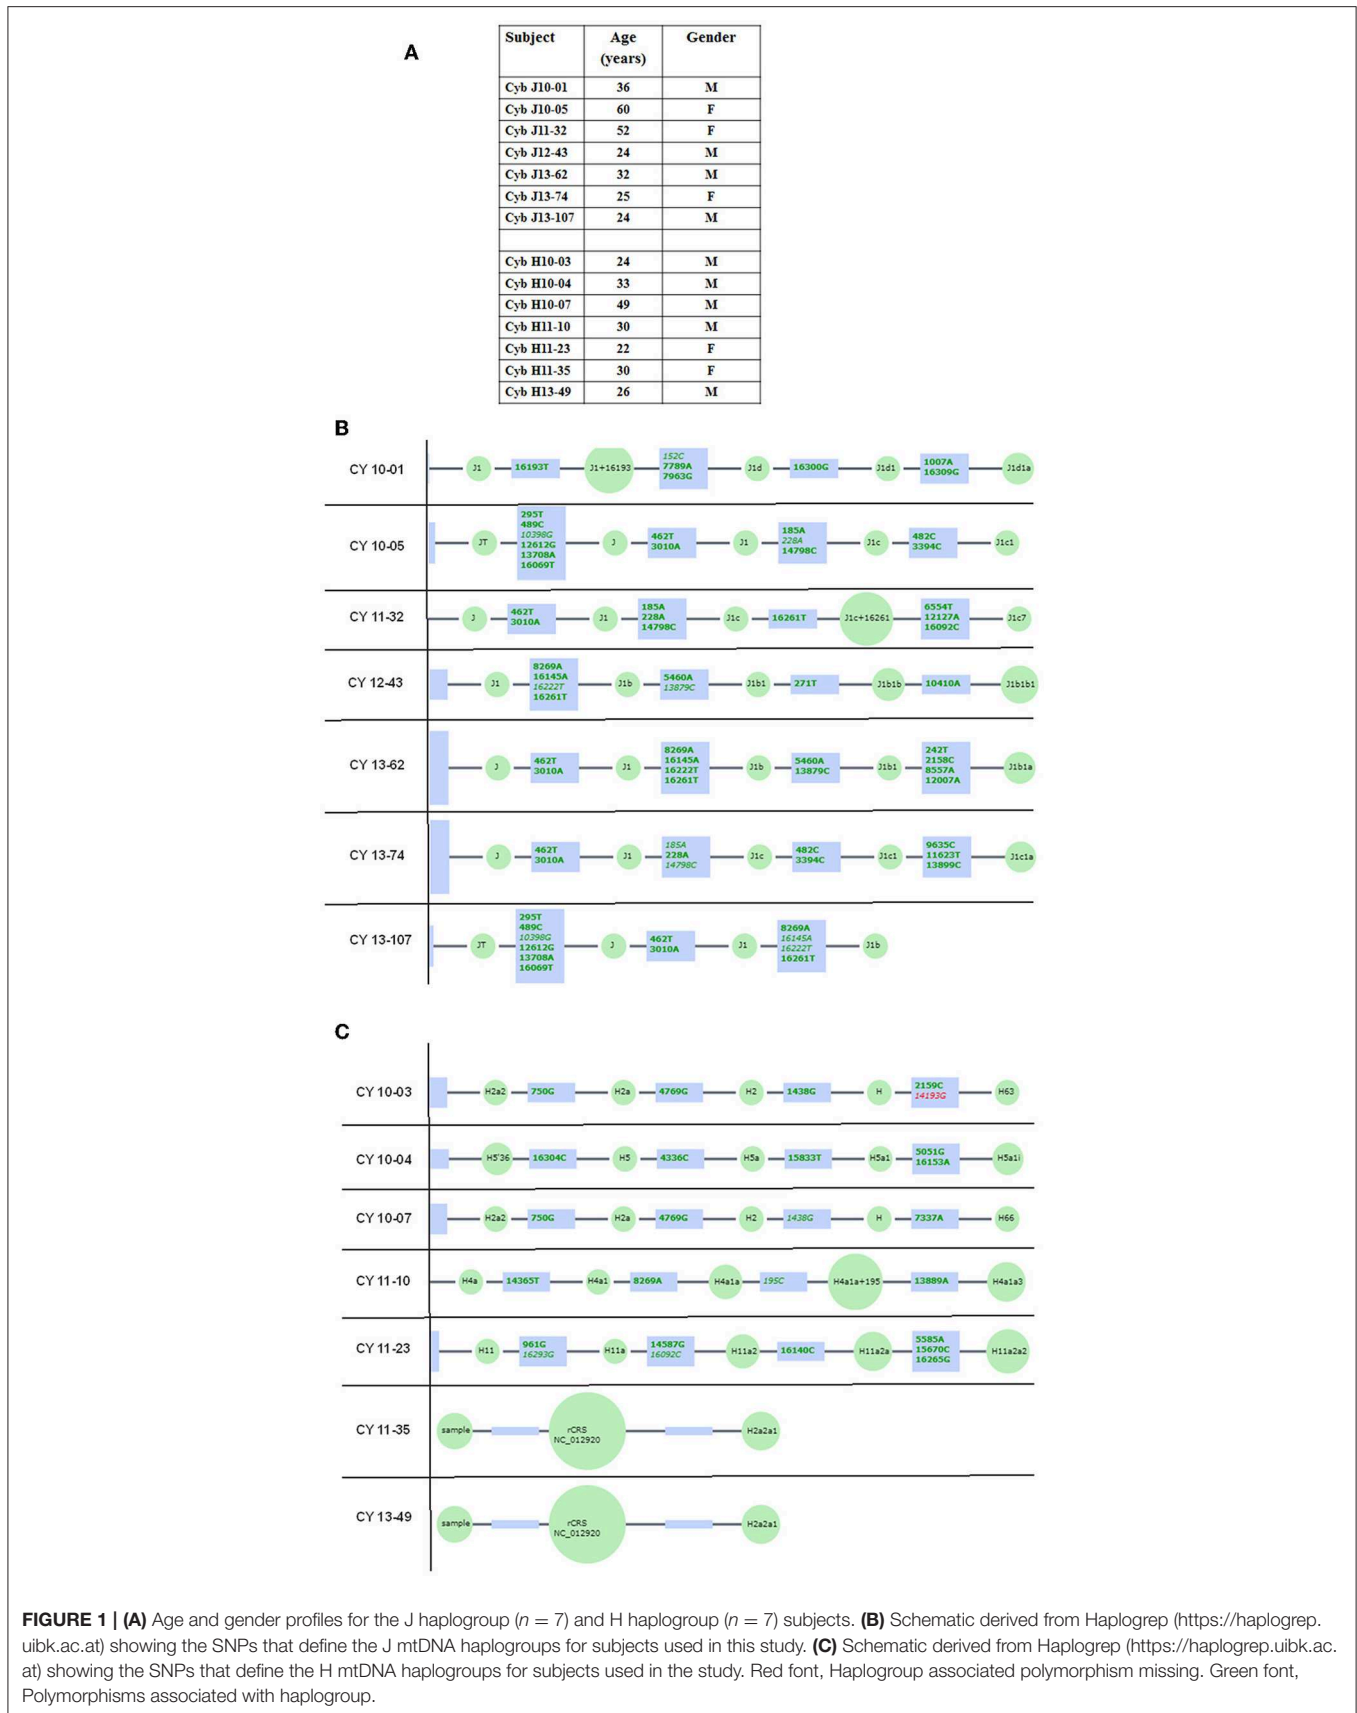 A
Subject Age Gender
(years)
Cyb J10-01 36 M
Cyb J10-05 60 F
Cyb J11-32 52 F
Cyb J12-43 24 M
Cyb J13-62 32 M
Cyb J13-74 25 F
Cyb J13-107 24 M
Cyb H10-03 24 M
Cyb H10-04 33 M
Cyb H10-07 49 M
Cyb H11-10 30 M
Cyb H11-23 22 F
Cyb H11-35 30 F
Cyb H13-49 26 M
B
CY 10-01 J1 16193T J1+16193 152C J1d 16300G J1d1 1007A J1d1a
7789A 16309G
7963G
CY 10-05 JT 295T J 462T J1 185A J1c 482C J1c1
489C 3010A 228A 3394C
10398G 14798C
12612G
13708A
16069T
CY 11-32 J 462T J1 185A J1c 16261T J1c+16261 6554T J1c7
3010A 228A 12127A
14798C 16092C
CY 12-43 J1 8269A J1b 5460A J1b1 271T J1b1b 10410A J1b1b1
16145A 13879C
16222T
16261T
CY 13-62 J 462T J1 8269A J1b 5460A J1b1 242T J1b1a
3010A 16145A 13879C 2158C
16222T 8557A
16261T 12007A
CY 13-74 J 462T J1 185A J1c 482C J1c1 9635C J1c1a
3010A 228A 3394C 11623T
14798C 13899C
CY 13-107 JT 295T J 462T J1 8269A J1b
489C 3010A 16145A
10398G 16222T
12612G 16261T
13708A
16069T
C
CY 10-03 H2a2 750G H2a 4769G H2 1438G H 2159C H63
14193G
CY 10-04 H5'36 16304C H5 4336C H5a 15833T H5a1 5051G H5a1i
16153A
CY 10-07 H2a2 750G H2a 4769G H2 1438G H 7337A H66
CY 11-10 H4a 14365T H4a1 8269A H4a1a 195C H4a1a+195 13889A H4a1a3
CY 11-23 H11 961G H11a 14587G H11a2 16140C H11a2a 5585A H11a2a2
16293G 16092C 15670C
16265G
CY 11-35 sample rCRS H2a2a1
NC_012920
CY 13-49 sample rCRS H2a2a1
NC_012920
FIGURE 1 | (A) Age and gender profiles for the J haplogroup (n = 7) and H haplogroup (n = 7) subjects. (B) Schematic derived from Haplogrep (https://haplogrep.
uibk.ac.at) showing the SNPs that define the J mtDNA haplogroups for subjects used in this study. (C) Schematic derived from Haplogrep (https://haplogrep.uibk.ac.
at) showing the SNPs that define the H mtDNA haplogroups for subjects used in the study. Red font, Haplogroup associated polymorphism missing. Green font,
Polymorphisms associated with haplogroup.